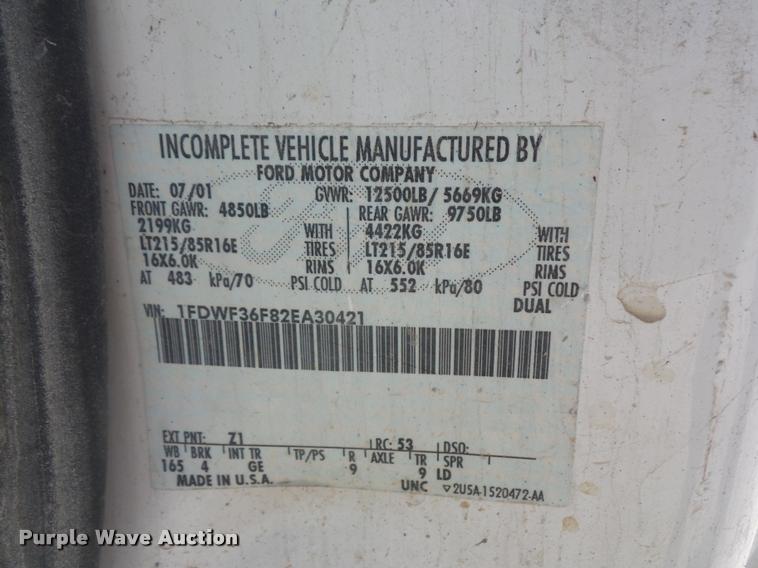 INCOMPLETE VEHICLE MANUFACTURED BY
FORD MOTOR COMPANY
DATE: 07/01 GVWR: 12500LB/ 5669KG
FRONT GAWR: 4850LB REAR GAWR: 9750LB
2199KG WITH 4422KG WITH
LT215/85R16E TIRES LT215/85R16E TIRES
16X6.0K RIMS 16X6.0K RIMS
AT 483 kPa/70 PSI COLD AT 552 kPa/80 PSI COLD
DUAL
VIN: 1FDWF36F82EA30421
EXT PNT: Z1 RC: 53 DSO:
WB BRK INT TR TP/PS R AXLE TR SPR
165 4 GE 9 9 LD
MADE IN U.S.A. UNC ▽2U5A-1520472-AA
Purple Wave Auction